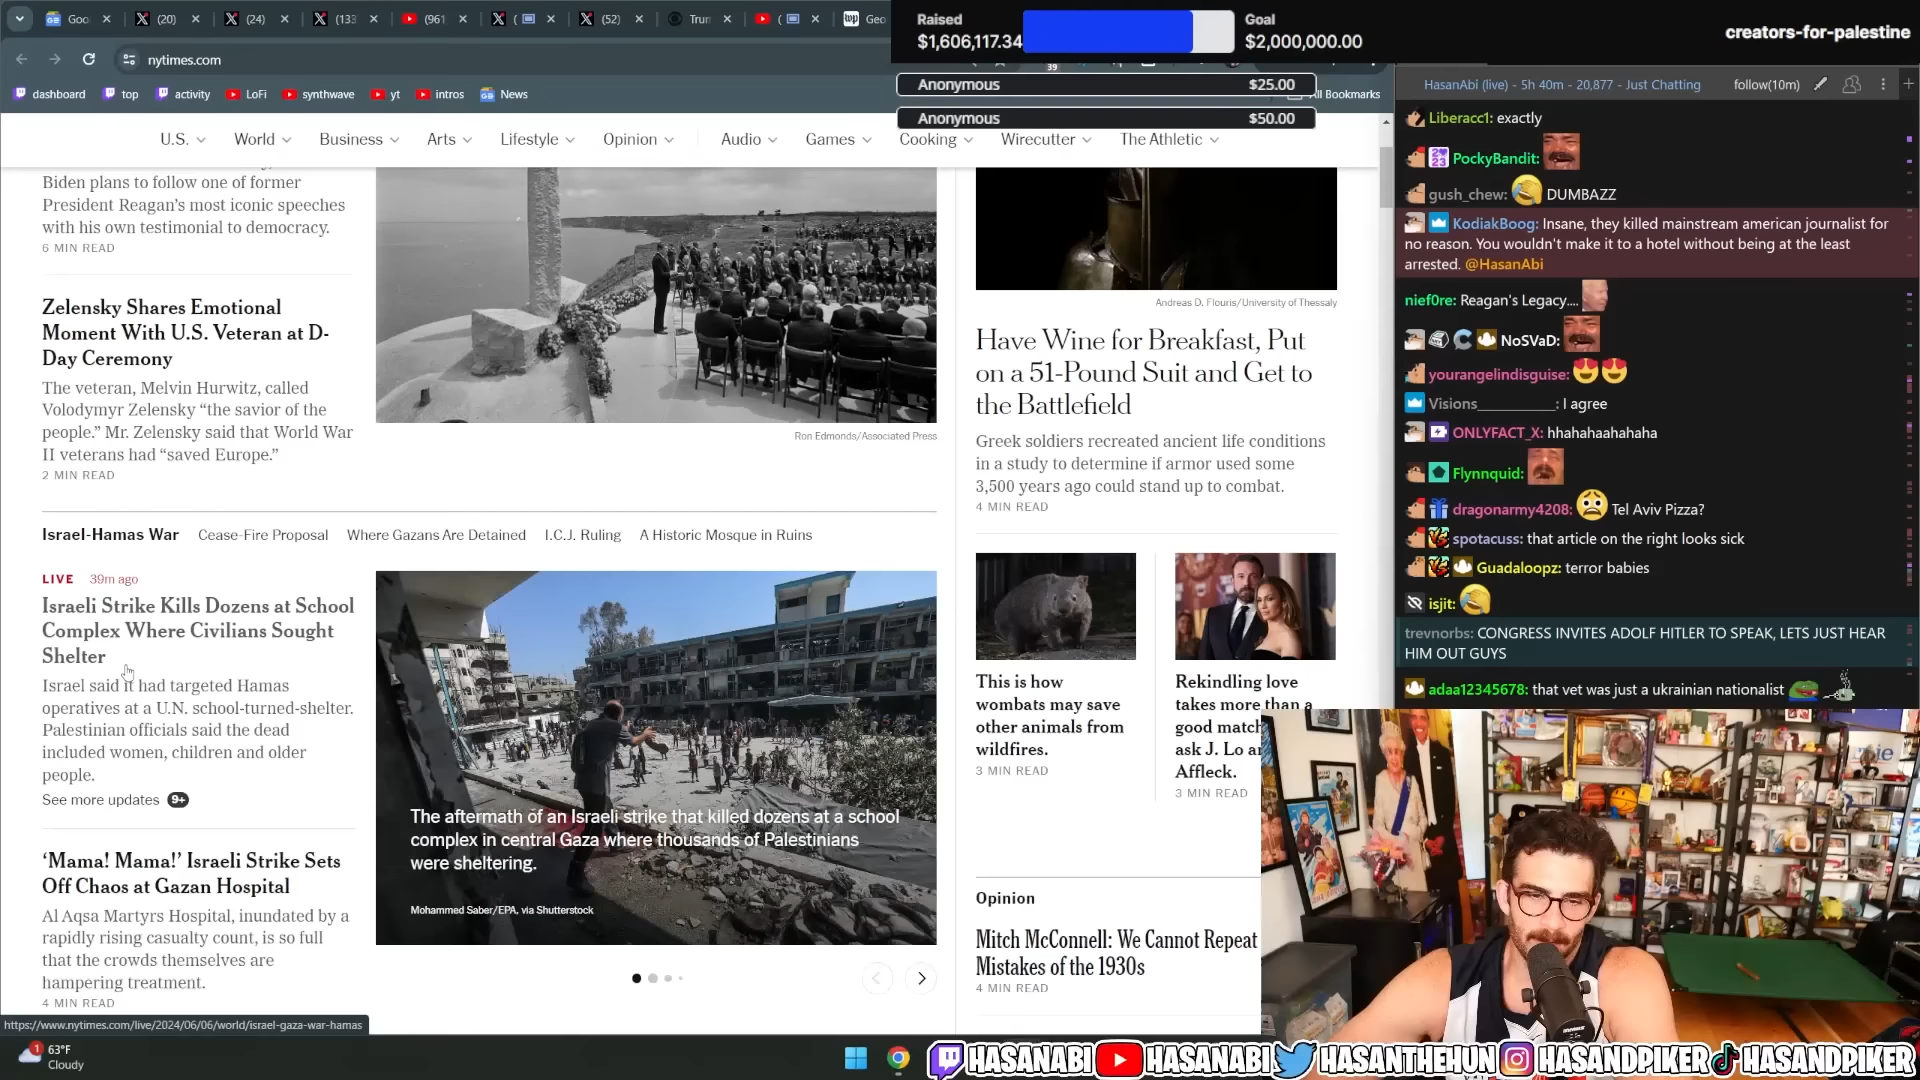 Goo
(20)
(24)
(133
(961
(
(52)
Trun
(
Geo
nytimes.com
39
dashboard
top
activity
LoFi
synthwave
yt
intros
News
All Bookmarks
Raised
$1,606,117.34
Goal
$2,000,000.00
creators-for-palestine
Anonymous $25.00
Anonymous $50.00
U.S.
World
Business
Arts
Lifestyle
Opinion
Audio
Games
Cooking
Wirecutter
The Athletic
Biden plans to follow one of former
President Reagan's most iconic speeches
with his own testimonial to democracy.
6 MIN READ
Zelensky Shares Emotional
Moment With U.S. Veteran at D-
Day Ceremony
The veteran, Melvin Hurwitz, called
Volodymyr Zelensky “the savior of the
people.” Mr. Zelensky said that World War
II veterans had “saved Europe.”
2 MIN READ
Ron Edmonds/Associated Press
Andreas D. Flouris/University of Thessaly
Have Wine for Breakfast, Put
on a 51-Pound Suit and Get to
the Battlefield
Greek soldiers recreated ancient life conditions
in a study to determine if armor used some
3,500 years ago could stand up to combat.
4 MIN READ
Israel-Hamas War
Cease-Fire Proposal
Where Gazans Are Detained
I.C.J. Ruling
A Historic Mosque in Ruins
LIVE 39m ago
Israeli Strike Kills Dozens at School
Complex Where Civilians Sought
Shelter
Israel said it had targeted Hamas
operatives at a U.N. school-turned-shelter.
Palestinian officials said the dead
included women, children and older
people.
See more updates 9+
‘Mama! Mama!’ Israeli Strike Sets
Off Chaos at Gazan Hospital
Al Aqsa Martyrs Hospital, inundated by a
rapidly rising casualty count, is so full
that the crowds themselves are
hampering treatment.
4 MIN READ
The aftermath of an Israeli strike that killed dozens at a school
complex in central Gaza where thousands of Palestinians
were sheltering.
Mohammed Saber/EPA, via Shutterstock
This is how
wombats may save
other animals from
wildfires.
3 MIN READ
Rekindling love
takes more than a
good match
ask J. Lo an
Affleck.
3 MIN READ
Opinion
Mitch McConnell: We Cannot Repeat
Mistakes of the 1930s
4 MIN READ
https://www.nytimes.com/live/2024/06/06/world/israel-gaza-war-hamas
1
63°F
Cloudy
HasanAbi (live) - 5h 40m - 20,877 - Just Chatting
follow(10m)
Liberacc1: exactly
PockyBandit:
gush_chew: DUMBAZZ
KodiakBoog: Insane, they killed mainstream american journalist for
no reason. You wouldn't make it to a hotel without being at the least
arrested. @HasanAbi
nief0re: Reagan's Legacy....
NoSVaD:
yourangelindisguise:
Visions__________: I agree
ONLYFACT_X: hhahahaahahaha
Flynnquid:
dragonarmy4208: Tel Aviv Pizza?
spotacuss: that article on the right looks sick
Guadaloopz: terror babies
isjit:
trevnorbs: CONGRESS INVITES ADOLF HITLER TO SPEAK, LETS JUST HEAR
HIM OUT GUYS
adaa12345678: that vet was just a ukrainian nationalist
HASANABI
HASANABI
HASANTHEHUN
HASANDPIKER
HASANDPIKER